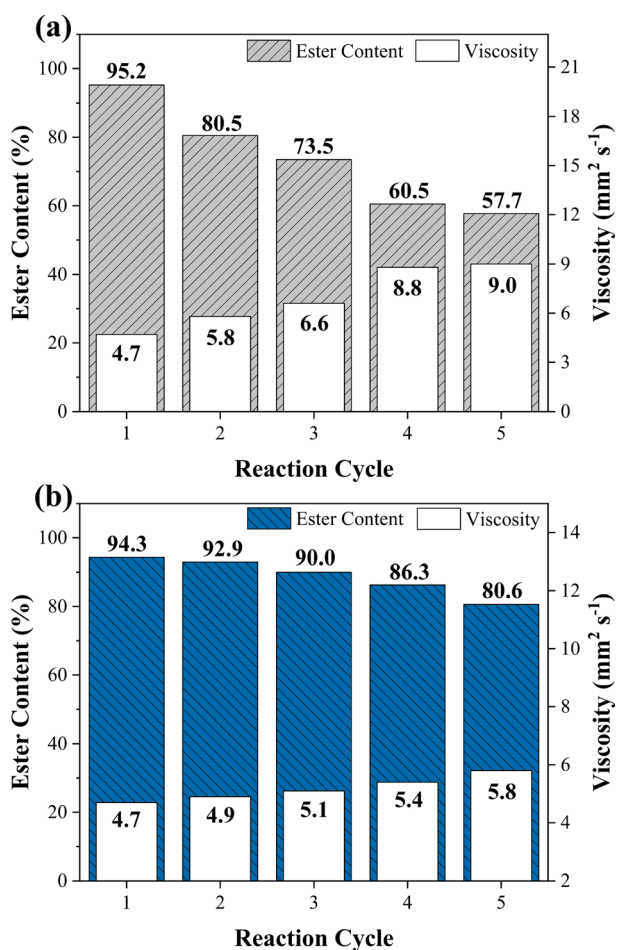 (a)
Ester Content Viscosity
95.2 80.5 73.5 60.5 57.7
4.7 5.8 6.6 8.8 9.0
Ester Content (%)
0 20 40 60 80 100
Viscosity (mm² s⁻¹)
0 3 6 9 12 15 18 21
1 2 3 4 5
Reaction Cycle
(b)
Ester Content Viscosity
94.3 92.9 90.0 86.3 80.6
4.7 4.9 5.1 5.4 5.8
Ester Content (%)
0 20 40 60 80 100
Viscosity (mm² s⁻¹)
2 4 6 8 10 12 14
1 2 3 4 5
Reaction Cycle